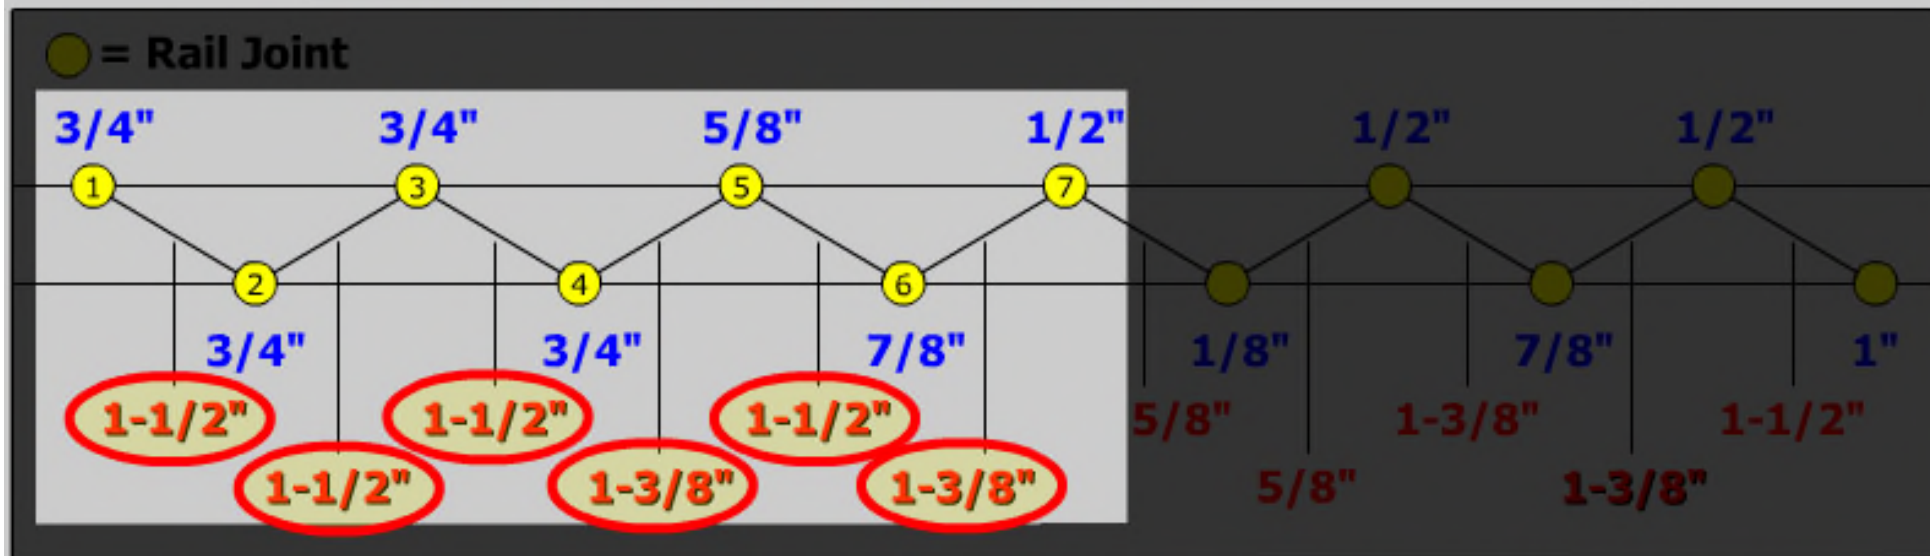 = Rail Joint
3/4" 3/4" 5/8" 1/2" 1/2" 1/2"
1 3 5 7
2 4 6
3/4" 3/4" 7/8" 1/8" 7/8" 1"
1-1/2" 1-1/2" 1-1/2" 5/8" 1-3/8" 1-1/2"
1-1/2" 1-3/8" 1-3/8" 5/8" 1-3/8"